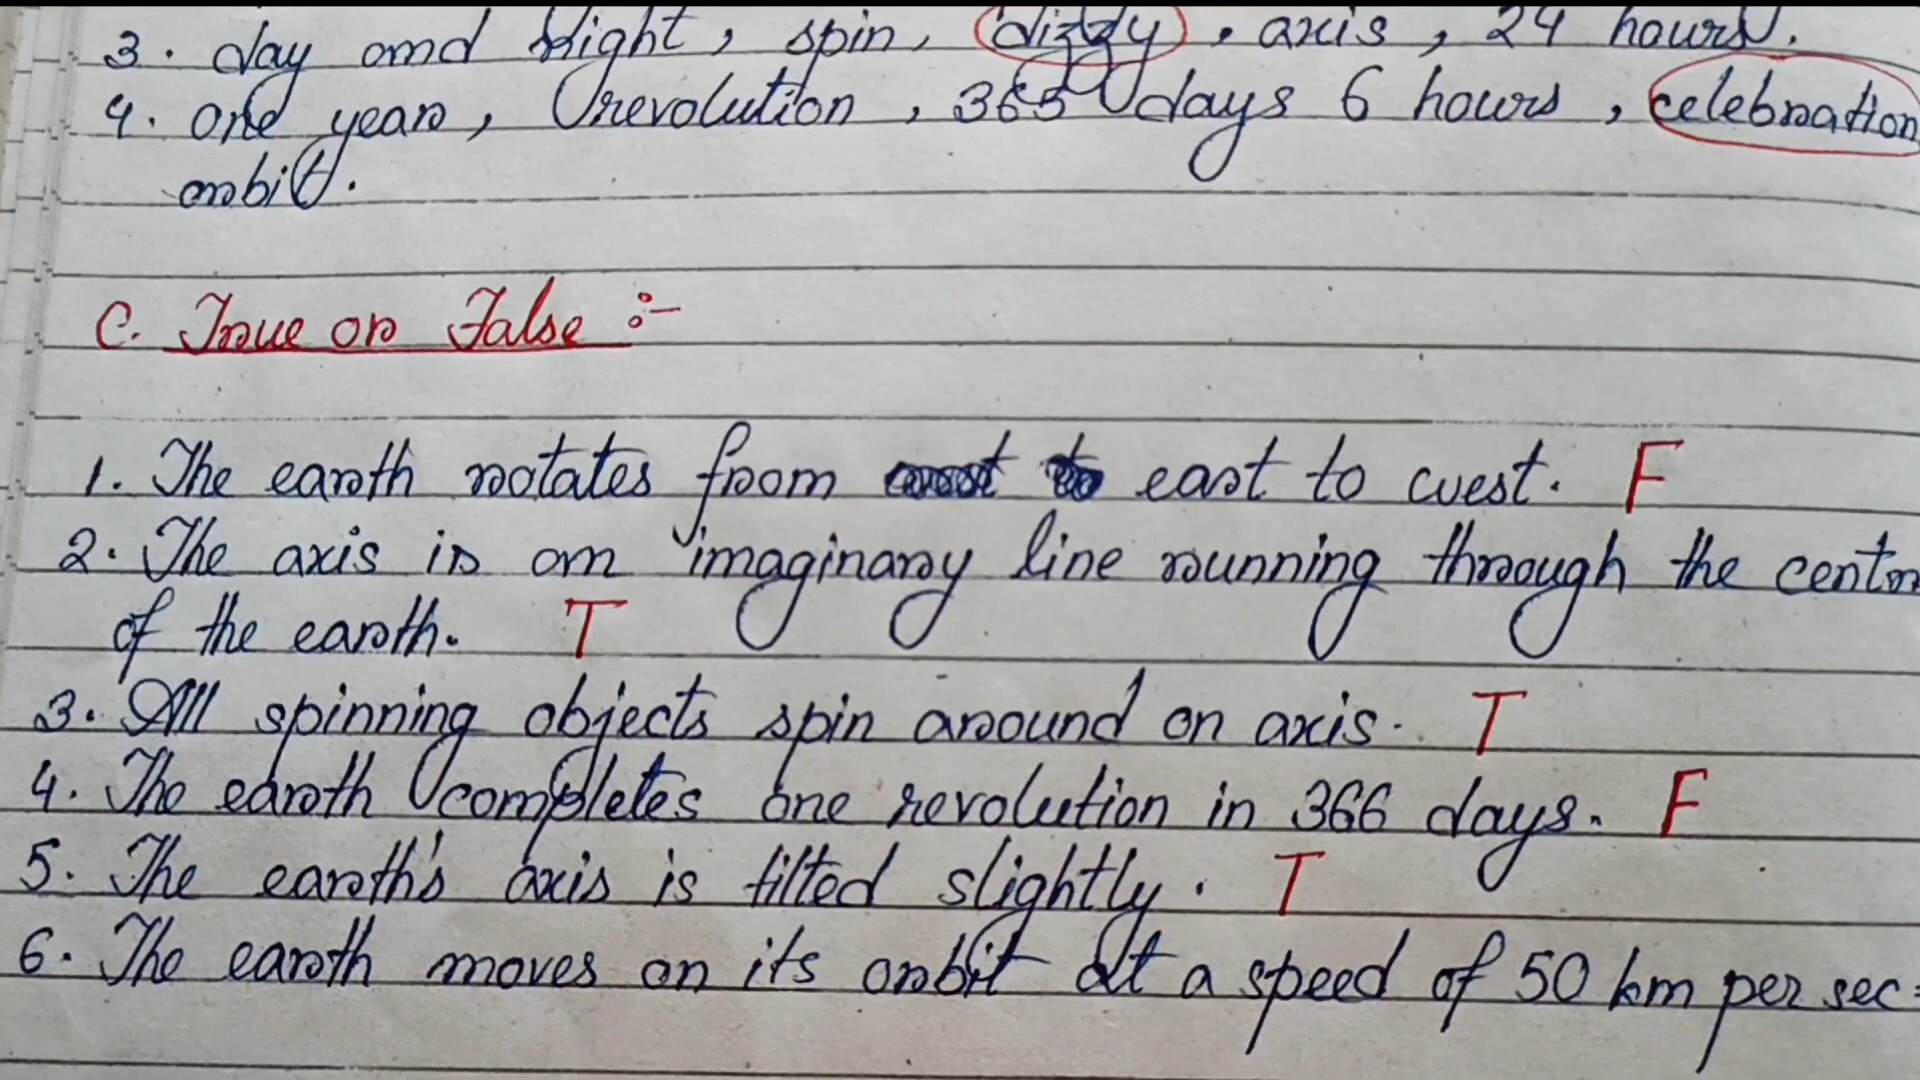 3. day and Night, spin, dizzy, axis, 24 hours.
4. one year, revolution, 365 days 6 hours, celebration
orbit.
C. True or False :-
1. The earth rotates from east to west. F
2. The axis is an imaginary line running through the centr
of the earth. T
3. All spinning objects spin around an axis. T
4. The earth completes one revolution in 366 days. F
5. The earth's axis is tilted slightly. T
6. The earth moves on its orbit at a speed of 50 km per sec-